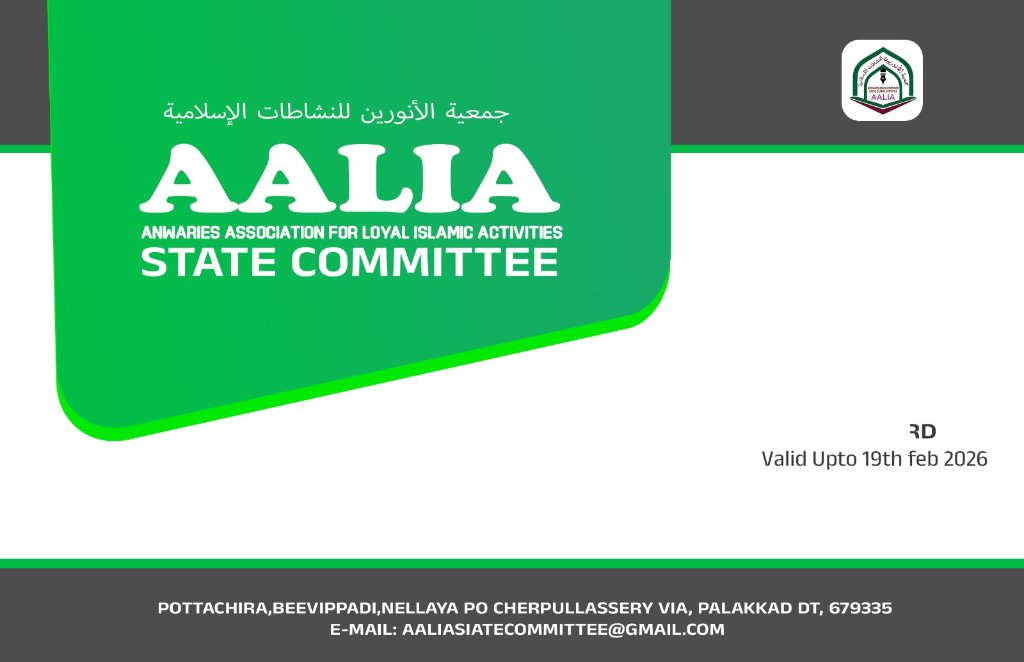 جمعية الأنورين للنشاطات الإسلامية
AALIA
ANWARIES ASSOCIATION FOR LOYAL ISLAMIC ACTIVITIES
STATE COMMITTEE
AALIA
RD
Valid Upto 19th feb 2026
POTTACHIRA,BEEVIPPADI,NELLAYA PO CHERPULLASSERY VIA, PALAKKAD DT, 679335
E-MAIL: AALIASIATECOMMITTEE@GMAIL.COM